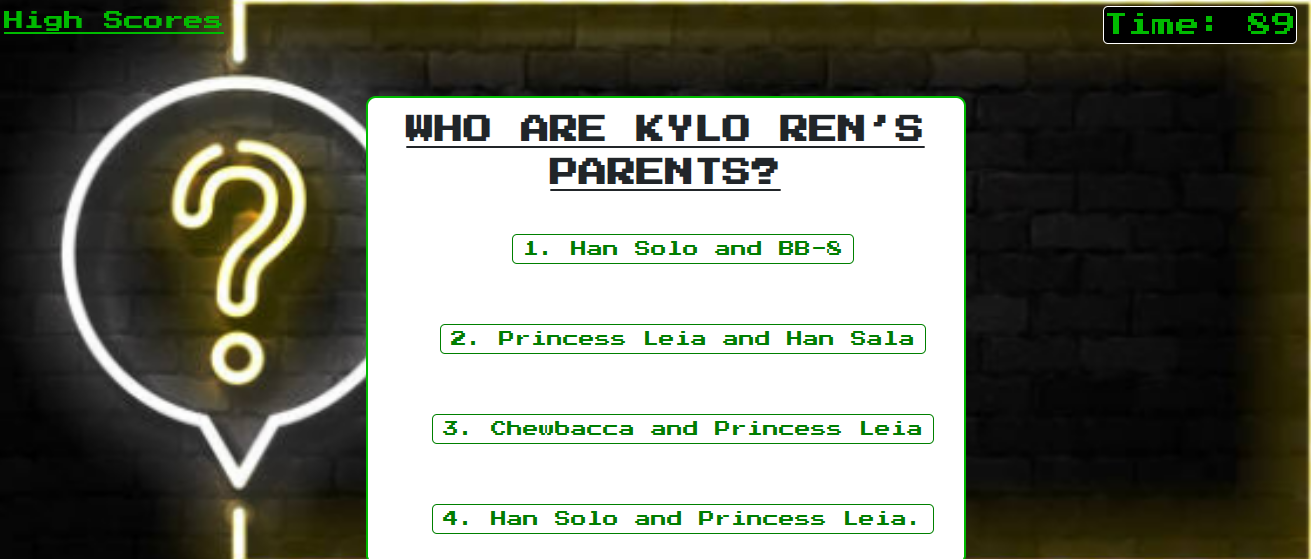 High Scores
Time: 89
WHO ARE KYLO REN'S
PARENTS?
1. Han Solo and BB-8
2. Princess Leia and Han Sala
3. Chewbacca and Princess Leia
4. Han Solo and Princess Leia.